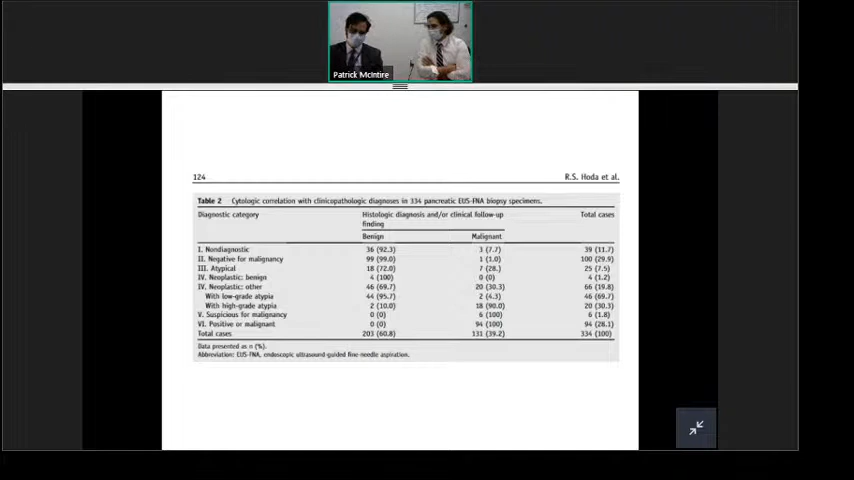 Patrick McIntire
124 R.S. Hoda et al.
Table 2 Cytologic correlation with clinicopathologic diagnoses in 334 pancreatic EUS-FNA biopsy specimens.
Diagnostic category Histologic diagnosis and/or clinical follow-up Total cases
finding
Benign Malignant
I. Nondiagnostic 36 (92.3) 3 (7.7) 39 (11.7)
II. Negative for malignancy 99 (99.0) 1 (1.0) 100 (29.9)
III. Atypical 18 (72.0) 7 (28.) 25 (7.5)
IV. Neoplastic: benign 4 (100) 0 (0) 4 (1.2)
IV. Neoplastic: other 46 (69.7) 20 (30.3) 66 (19.8)
With low-grade atypia 44 (95.7) 2 (4.3) 46 (69.7)
With high-grade atypia 2 (10.0) 18 (90.0) 20 (30.3)
V. Suspicious for malignancy 0 (0) 6 (100) 6 (1.8)
VI. Positive or malignant 0 (0) 94 (100) 94 (28.1)
Total cases 203 (60.8) 131 (39.2) 334 (100)
Data presented as n (%).
Abbreviation: EUS-FNA, endoscopic ultrasound-guided fine-needle aspiration.